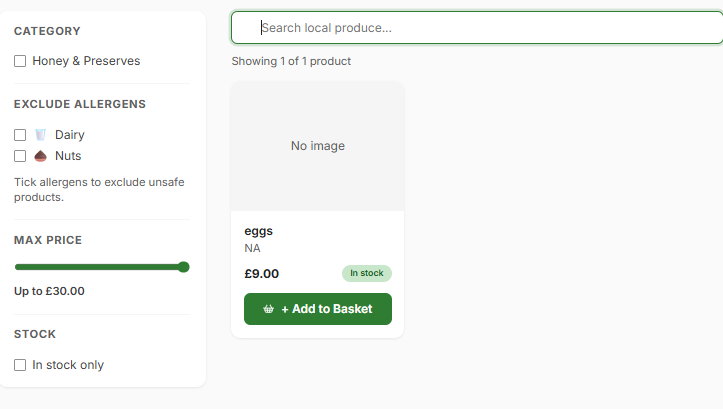 CATEGORY
Honey & Preserves
EXCLUDE ALLERGENS
Dairy
Nuts
Tick allergens to exclude unsafe
products.
MAX PRICE
Up to £30.00
STOCK
In stock only
Search local produce...
Showing 1 of 1 product
No image
eggs
NA
£9.00
In stock
+ Add to Basket